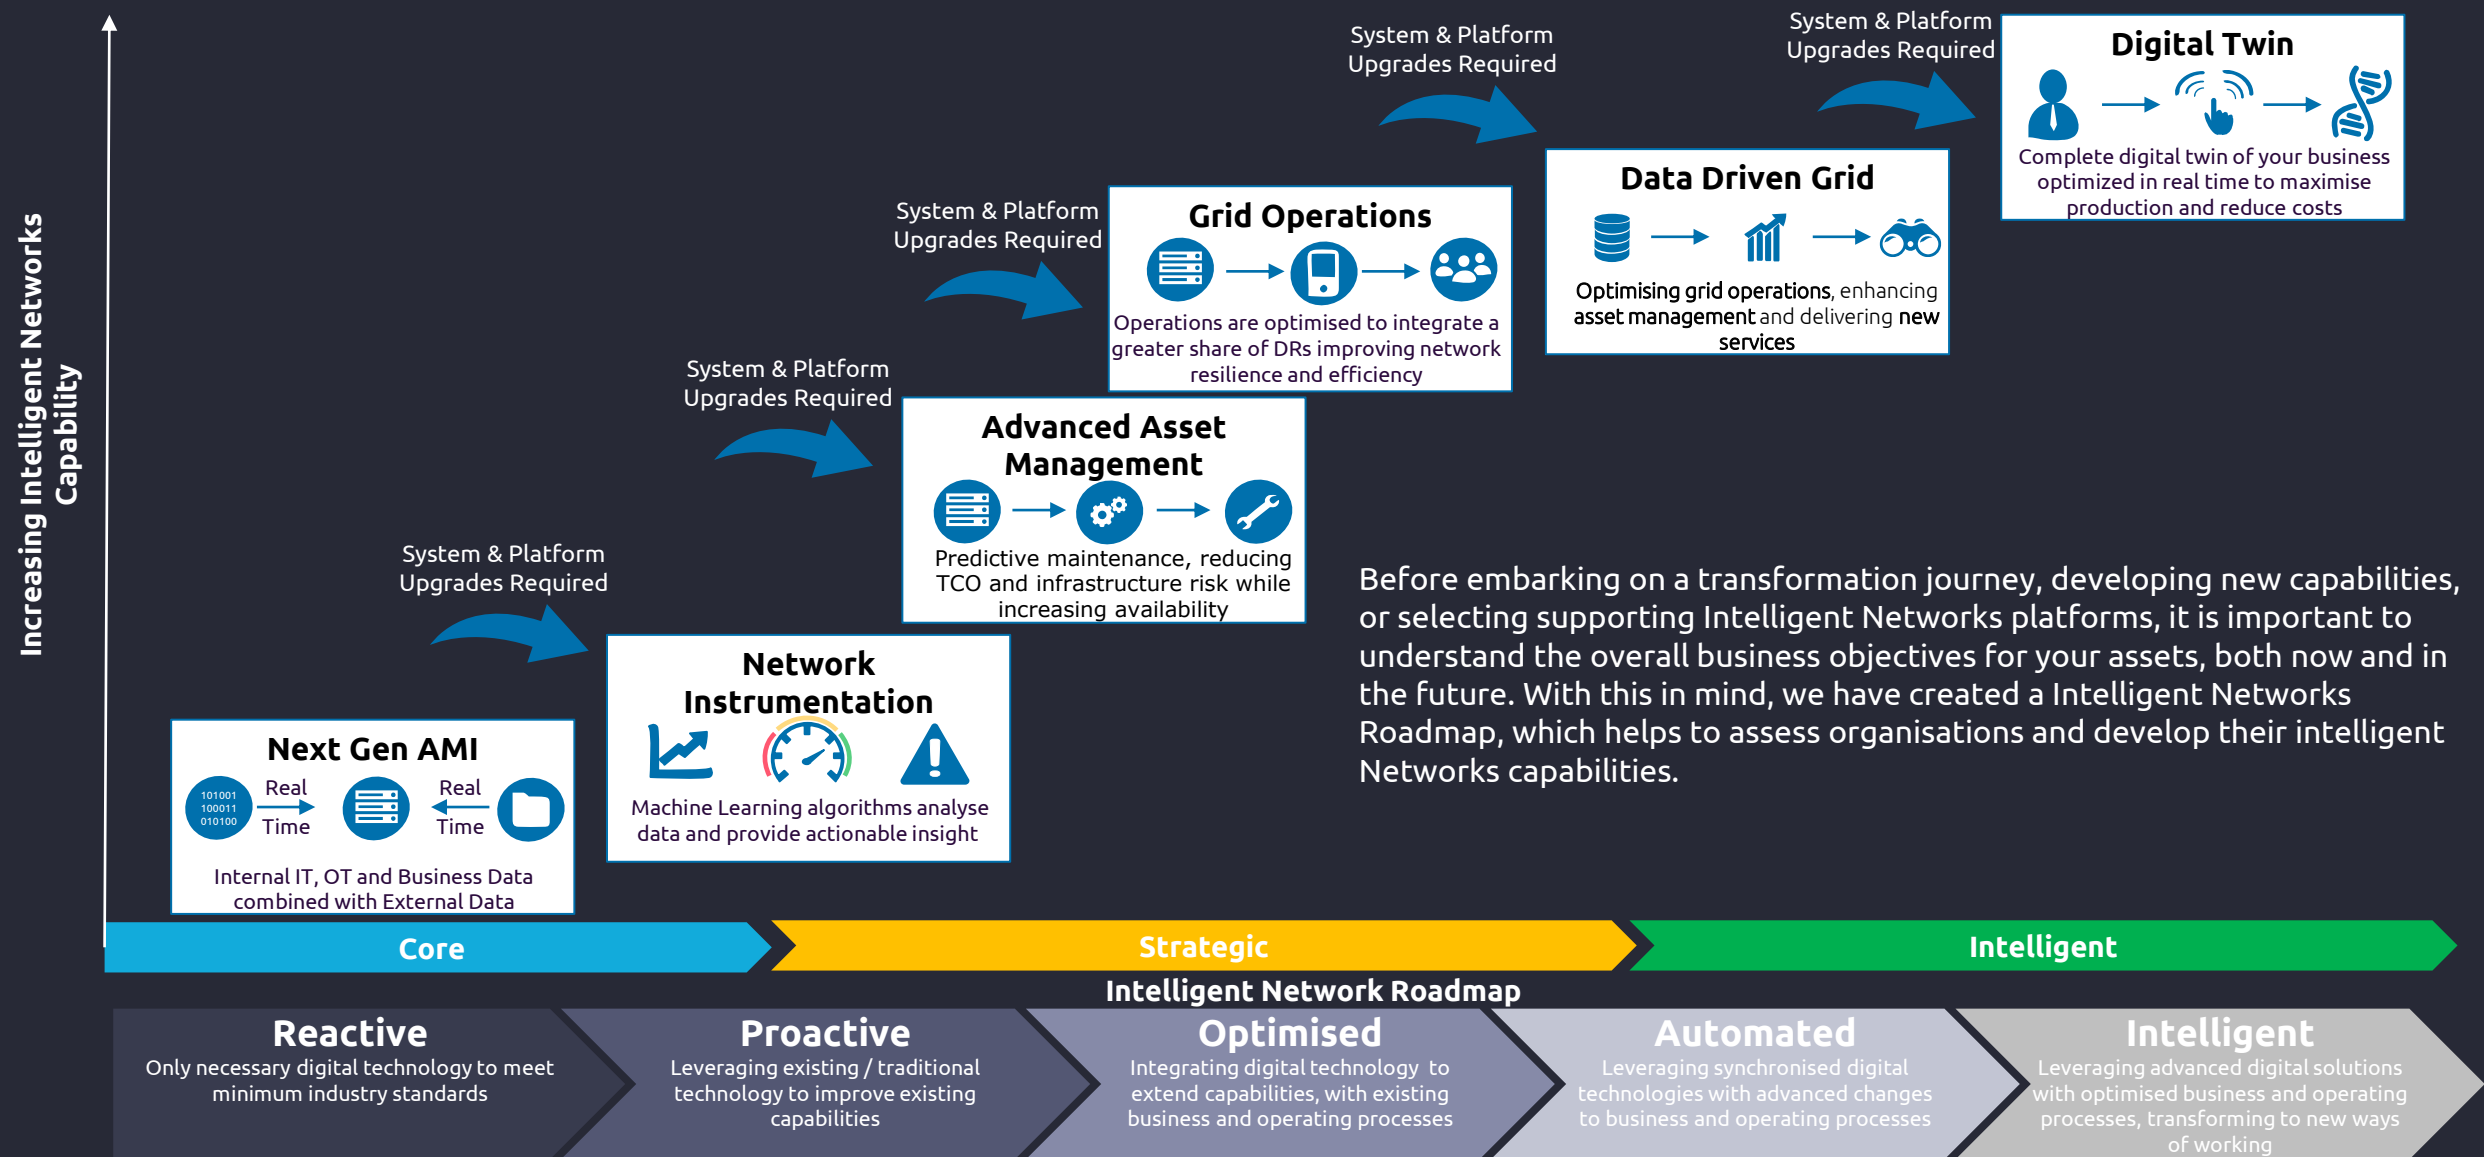 Increasing Intelligent Networks
Capability
System & Platform
Upgrades Required
System & Platform
Upgrades Required
System & Platform
Upgrades Required
System & Platform
Upgrades Required
System & Platform
Upgrades Required
Digital Twin
Complete digital twin of your business
optimized in real time to maximise
production and reduce costs
Data Driven Grid
Optimising grid operations, enhancing
asset management and delivering new
services
Grid Operations
Operations are optimised to integrate a
greater share of DRs improving network
resilience and efficiency
Advanced Asset
Management
Predictive maintenance, reducing
TCO and infrastructure risk while
increasing availability
Network
Instrumentation
Machine Learning algorithms analyse
data and provide actionable insight
Next Gen AMI
101001
100011
010100
Real
Time
Real
Time
Internal IT, OT and Business Data
combined with External Data
Before embarking on a transformation journey, developing new capabilities,
or selecting supporting Intelligent Networks platforms, it is important to
understand the overall business objectives for your assets, both now and in
the future. With this in mind, we have created a Intelligent Networks
Roadmap, which helps to assess organisations and develop their intelligent
Networks capabilities.
Core
Strategic
Intelligent
Intelligent Network Roadmap
Reactive
Only necessary digital technology to meet
minimum industry standards
Proactive
Leveraging existing / traditional
technology to improve existing
capabilities
Optimised
Integrating digital technology to
extend capabilities, with existing
business and operating processes
Automated
Leveraging synchronised digital
technologies with advanced changes
to business and operating processes
Intelligent
Leveraging advanced digital solutions
with optimised business and operating
processes, transforming to new ways
of working